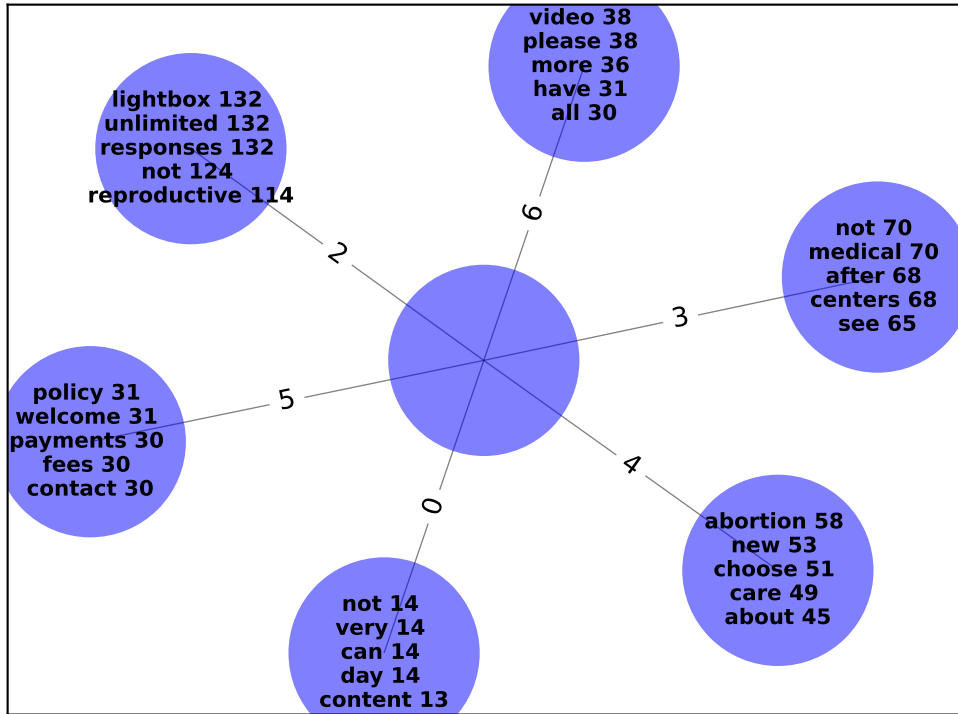 video 38
please 38
more 36
have 31
all 30
lightbox 132
unlimited 132
responses 132
not 124
reproductive 114
6
2
not 70
medical 70
after 68
centers 68
see 65
3
policy 31
welcome 31
payments 30
fees 30
contact 30
5
4
0
abortion 58
new 53
choose 51
care 49
about 45
not 14
very 14
can 14
day 14
content 13